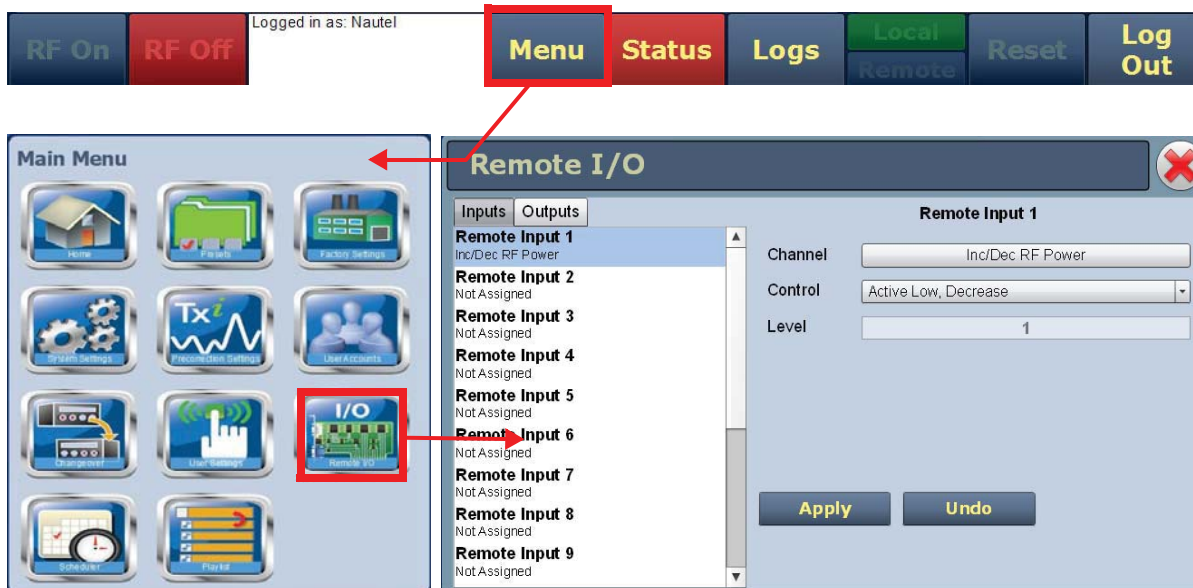 RF On
RF Off
Logged in as: Nautel
Menu
Status
Logs
Local
Remote
Reset
Log
Out
Main Menu
Home
Presets
Factory Settings
System Settings
Tx i
Precorrection Settings
User Accounts
Changeover
User Settings
I/O
Remote I/O
Scheduler
Playlist
Remote I/O
Inputs
Outputs
Remote Input 1
Inc/Dec RF Power
Remote Input 2
Not Assigned
Remote Input 3
Not Assigned
Remote Input 4
Not Assigned
Remote Input 5
Not Assigned
Remote Input 6
Not Assigned
Remote Input 7
Not Assigned
Remote Input 8
Not Assigned
Remote Input 9
Not Assigned
Remote Input 1
Channel
Inc/Dec RF Power
Control
Active Low, Decrease
Level
1
Apply
Undo